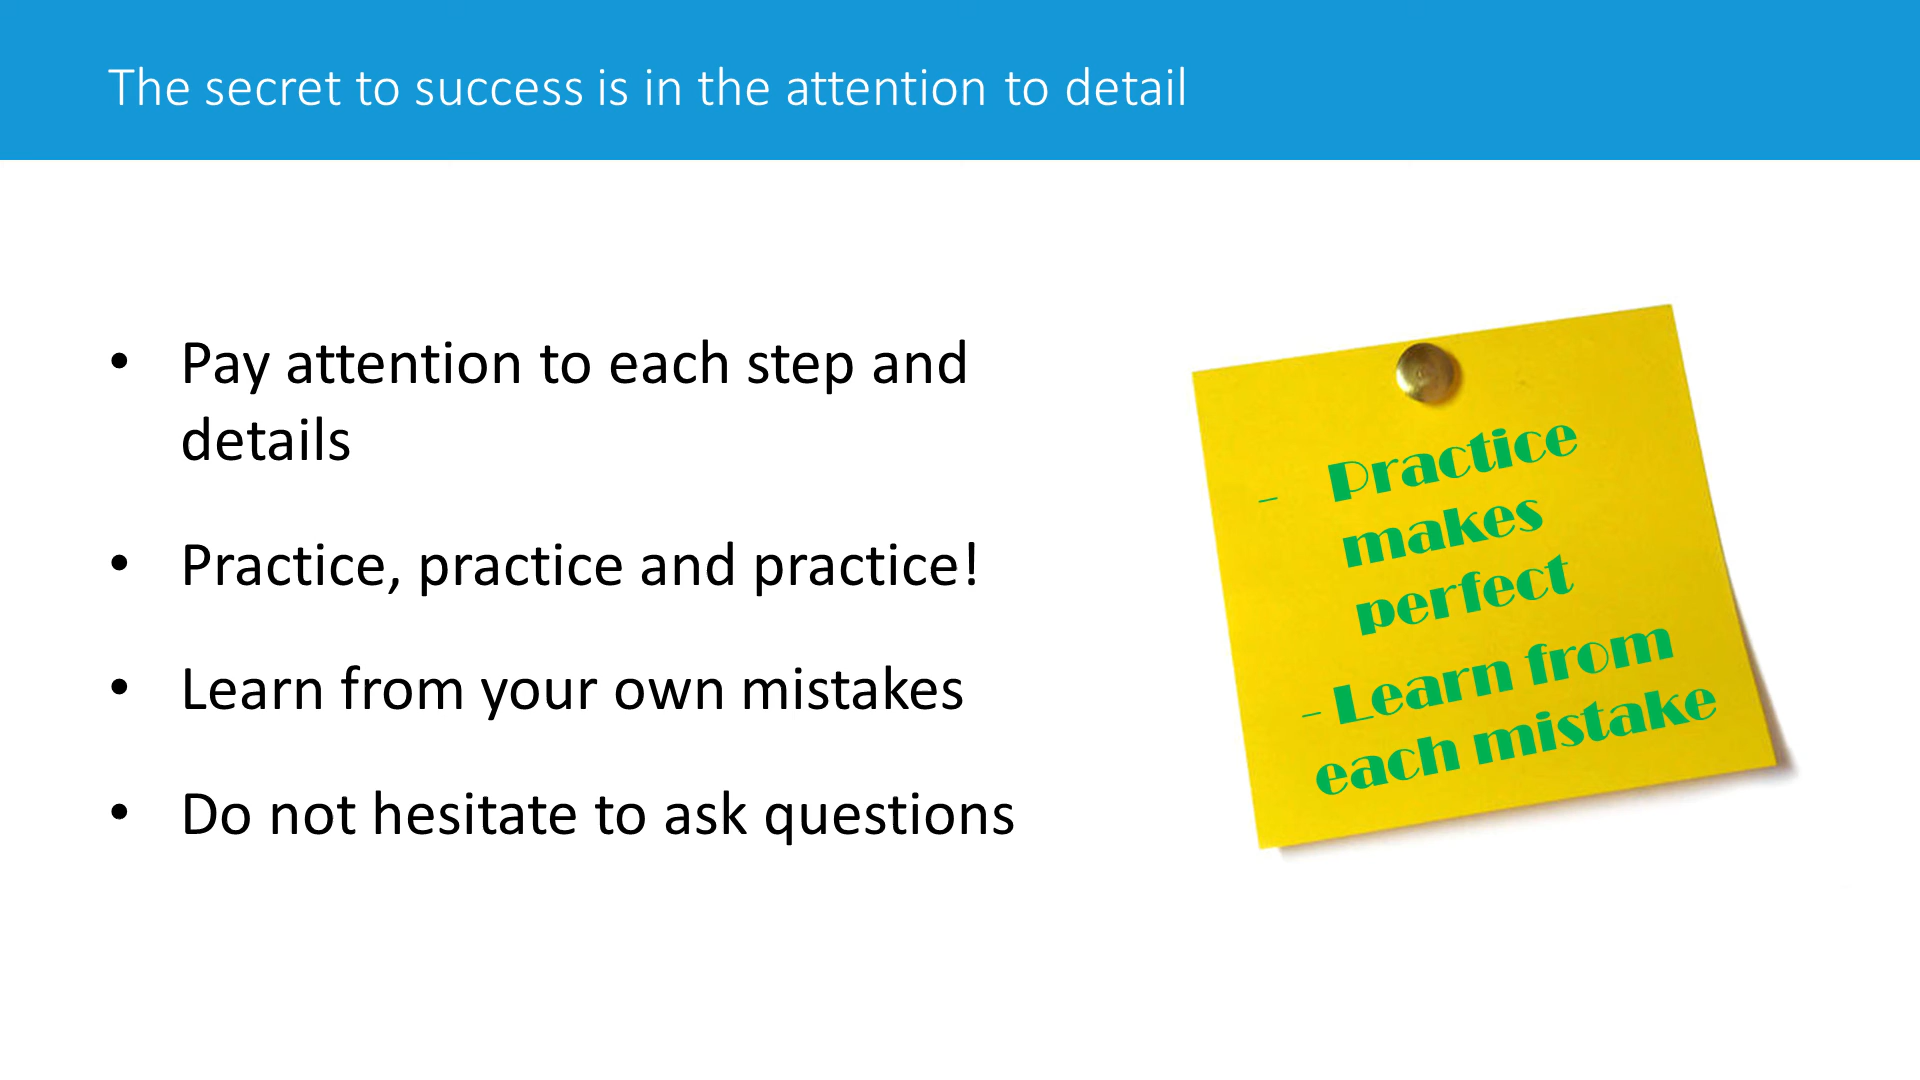 The secret to success is in the attention to detail
• Pay attention to each step and
details
• Practice, practice and practice!
• Learn from your own mistakes
• Do not hesitate to ask questions
- Practice
makes
perfect
- Learn from
each mistake